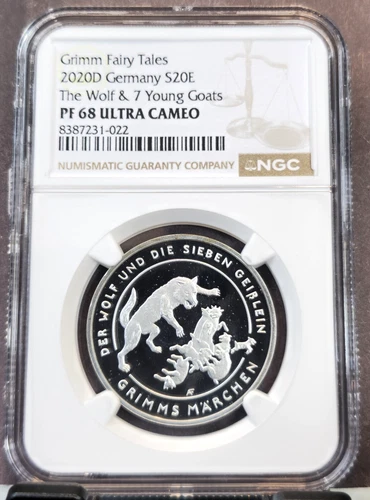 Grimm Fairy Tales
2020D Germany S20E
The Wolf & 7 Young Goats
PF 68 ULTRA CAMEO
8387231-022
NUMISMATIC GUARANTY COMPANY
NGC
DER WOLF UND DIE SIEBEN GEIẞLEIN
GRIMMS MÄRCHEN